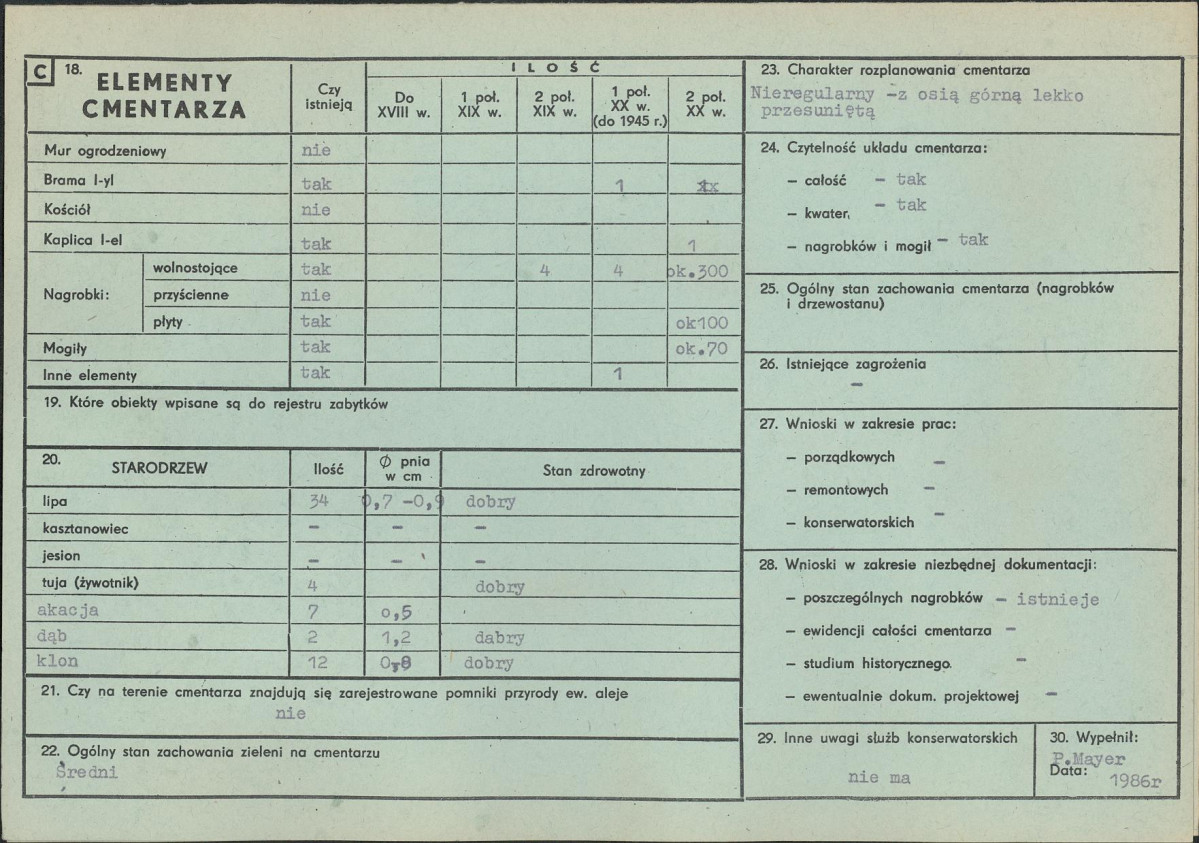 C 18. ELEMENTY CMENTARZA
Czy istnieją
ILOŚĆ
Do XVIII w.
1 poł. XIX w.
2 poł. XIX w.
1 poł. XX w. (do 1945 r.)
2 poł. XX w.
Mur ogrodzeniowy nie
Brama I-yl tak 1
Kościół nie
Kaplica I-el tak 1
Nagrobki: wolnostojące tak 4 4 ok.300
przyścienne nie
płyty tak ok100
Mogiły tak ok.70
Inne elementy tak 1
19. Które obiekty wpisane są do rejestru zabytków
20. STARODRZEW Ilość Ø pnia w cm Stan zdrowotny
lipa 34 0,7 -0,9 dobry
kasztanowiec – – –
jesion – – –
tuja (żywotnik) 4 dobry
akacja 7 0,5
dąb 2 1,2 dabry
klon 12 0,8 dobry
21. Czy na terenie cmentarza znajdują się zarejestrowane pomniki przyrody ew. aleje
nie
22. Ogólny stan zachowania zieleni na cmentarzu
Średni
23. Charakter rozplanowania cmentarza
Nieregularny -z osią górną lekko
przesuniętą
24. Czytelność układu cmentarza:
– całość – tak
– kwater, – tak
– nagrobków i mogił – tak
25. Ogólny stan zachowania cmentarza (nagrobków
i drzewostanu)
26. Istniejące zagrożenia
–
27. Wnioski w zakresie prac:
– porządkowych –
– remontowych –
– konserwatorskich –
28. Wnioski w zakresie niezbędnej dokumentacji:
– poszczególnych nagrobków – istnieje
– ewidencji całości cmentarza –
– studium historycznego. –
– ewentualnie dokum. projektowej –
29. Inne uwagi służb konserwatorskich
nie ma
30. Wypełnił:
P.Mayer
Data: 1986r